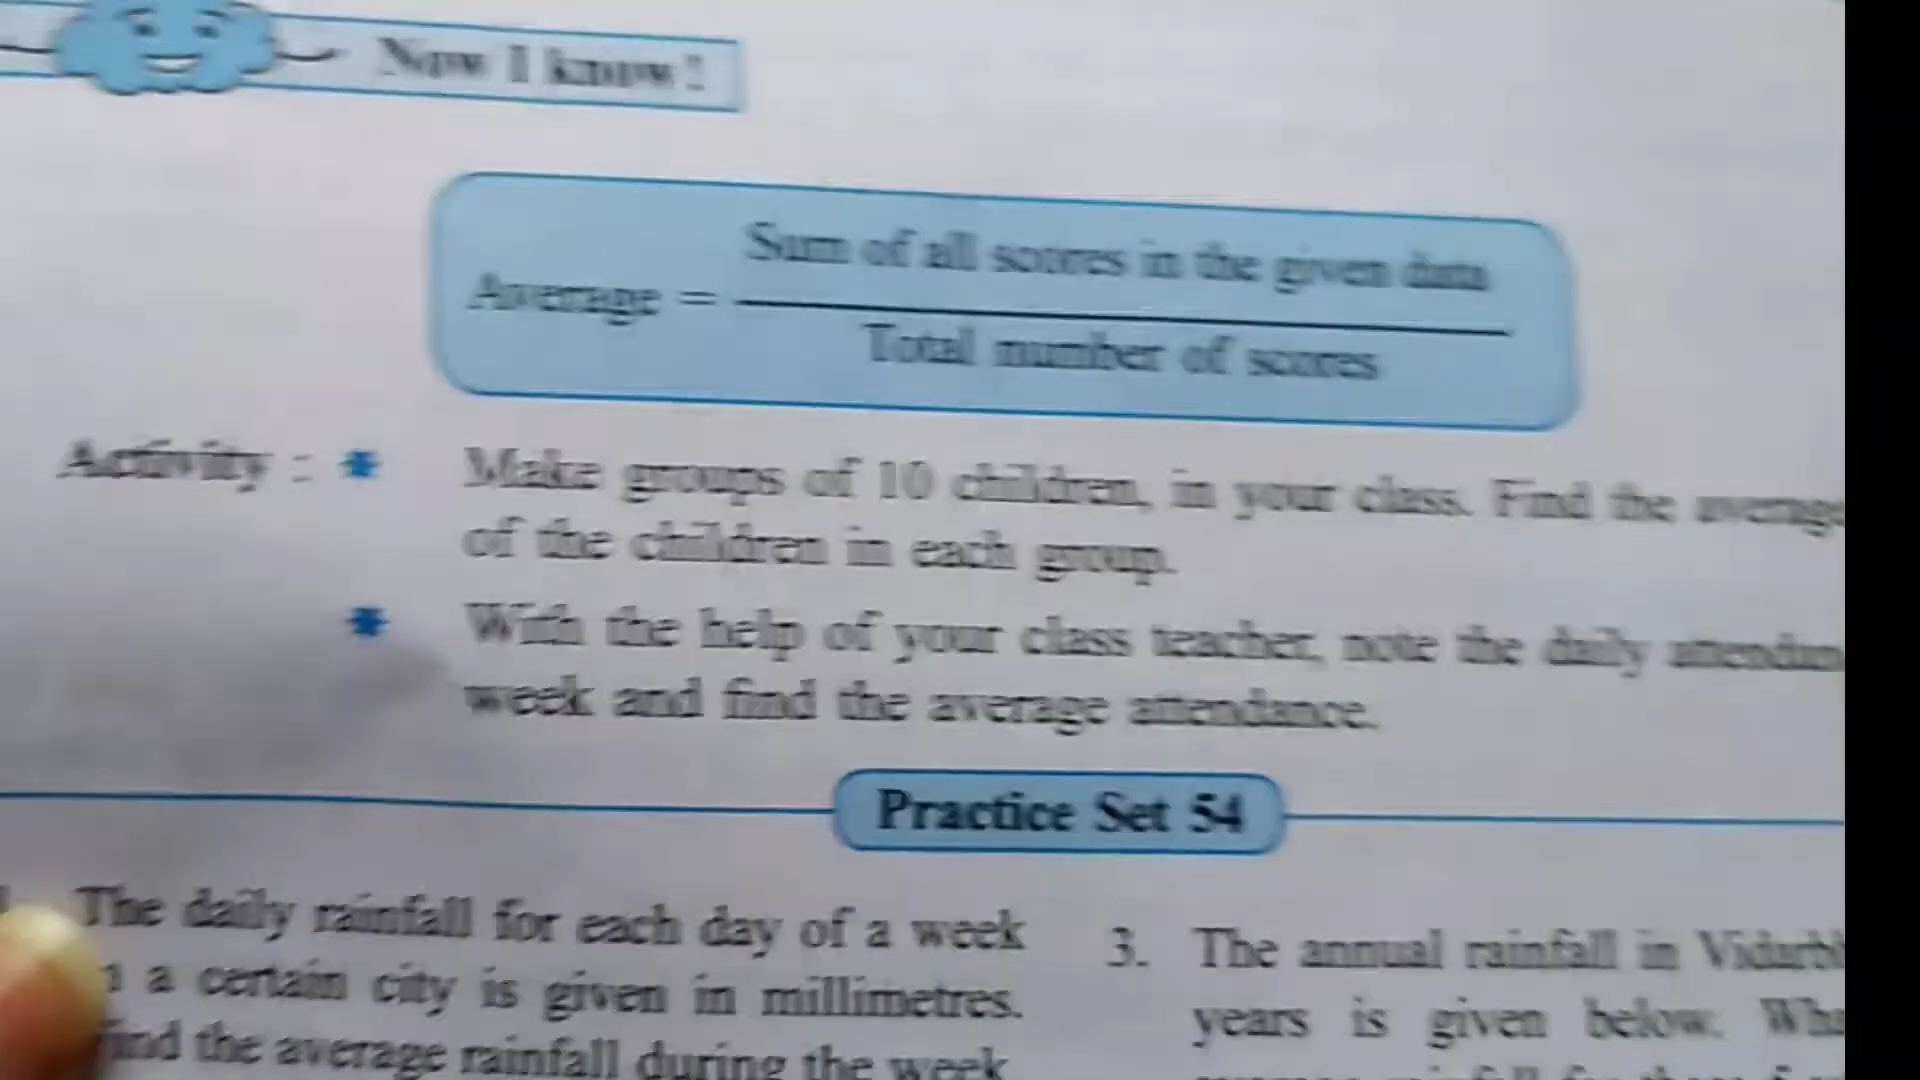 Now I know!
Sum of all scores in the given data
Average =
Total number of scores
Activity : * Make groups of 10 children, in your class. Find the average
of the children in each group.
* With the help of your class teacher, note the daily
week and find the average attendance.
Practice Set 54
The daily rainfall for each day of a week
a certain city is given in millimetres.
the average rainfall during the week
3. The annual rainfall in
years is given below.